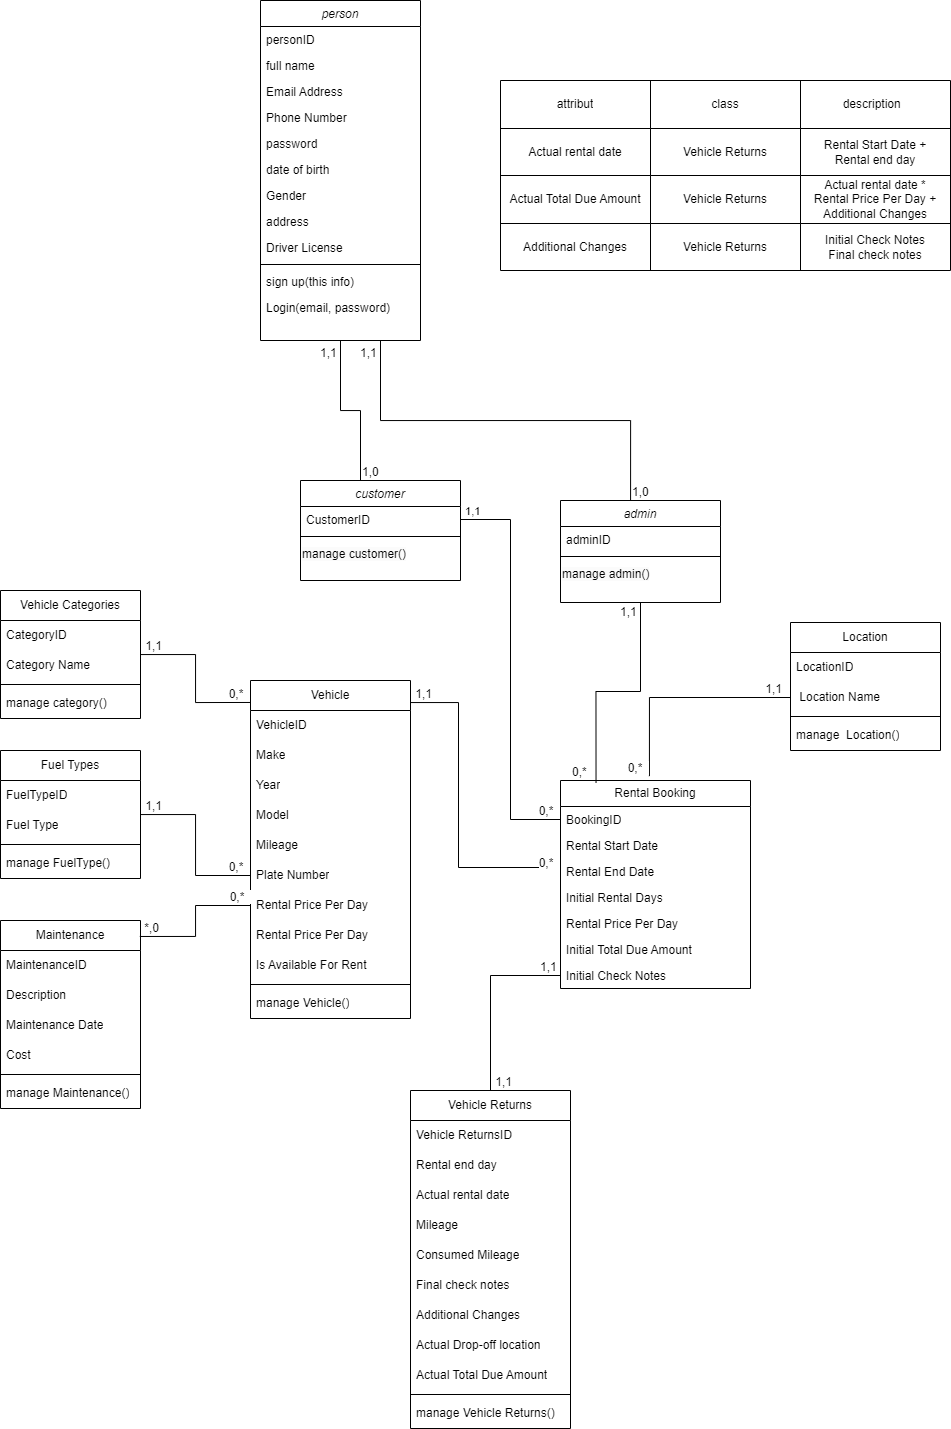 person
personID
full name
Email Address
Phone Number
password
date of birth
Gender
address
Driver License
sign up(this info)
Login(email, password)
attribut class description
Actual rental date Vehicle Returns Rental Start Date +
Rental end day
Actual Total Due Amount Vehicle Returns Actual rental date *
Rental Price Per Day +
Additional Changes
Additional Changes Vehicle Returns Initial Check Notes
Final check notes
1,1 1,1
1,0
1,0
customer
CustomerID
manage customer()
1,1
admin
adminID
manage admin()
1,1
Vehicle Categories
CategoryID
Category Name
manage category()
1,1
0,*
Location
LocationID
Location Name
manage Location()
1,1
0,*
Fuel Types
FuelTypeID
Fuel Type
manage FuelType()
1,1
0,*
Maintenance
MaintenanceID
Description
Maintenance Date
Cost
manage Maintenance()
*,0
0,*
Vehicle
VehicleID
Make
Year
Model
Mileage
Plate Number
Rental Price Per Day
Rental Price Per Day
Is Available For Rent
manage Vehicle()
1,1
0,*
0,*
0,*
Rental Booking
BookingID
Rental Start Date
Rental End Date
Initial Rental Days
Rental Price Per Day
Initial Total Due Amount
Initial Check Notes
1,1
1,1
Vehicle Returns
Vehicle ReturnsID
Rental end day
Actual rental date
Mileage
Consumed Mileage
Final check notes
Additional Changes
Actual Drop-off location
Actual Total Due Amount
manage Vehicle Returns()